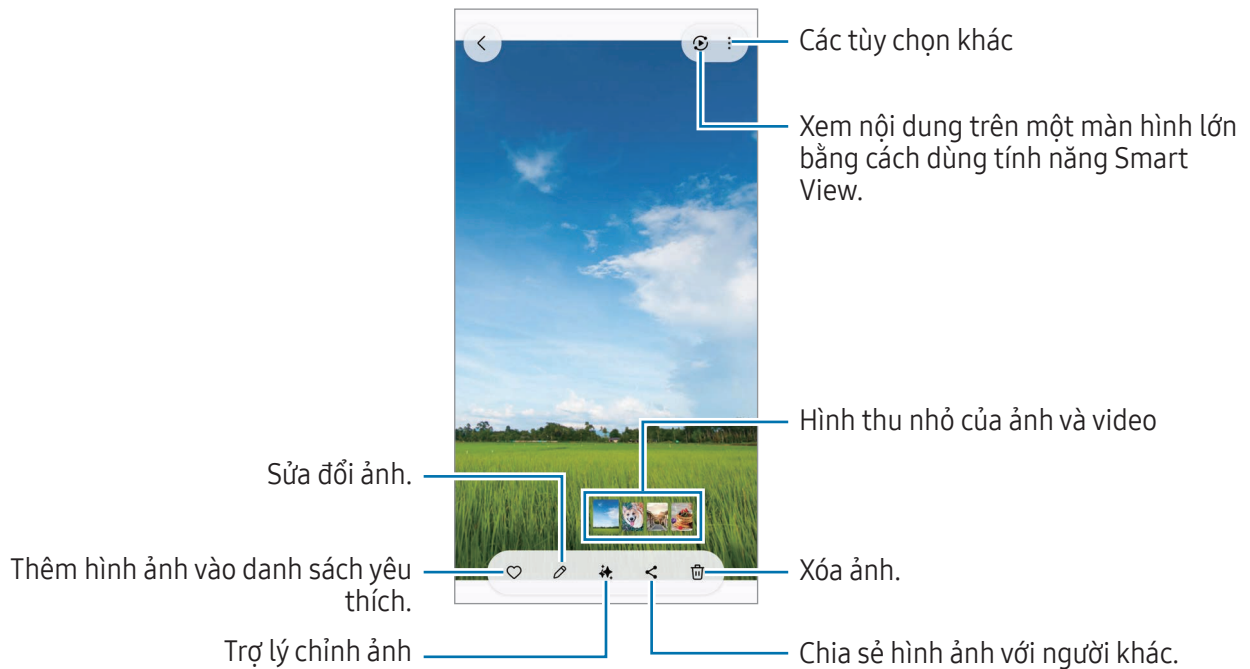 Các tùy chọn khác
Xem nội dung trên một màn hình lớn
bằng cách dùng tính năng Smart
View.
Hình thu nhỏ của ảnh và video
Sửa đổi ảnh.
Thêm hình ảnh vào danh sách yêu
thích.
Xóa ảnh.
Trợ lý chỉnh ảnh
Chia sẻ hình ảnh với người khác.